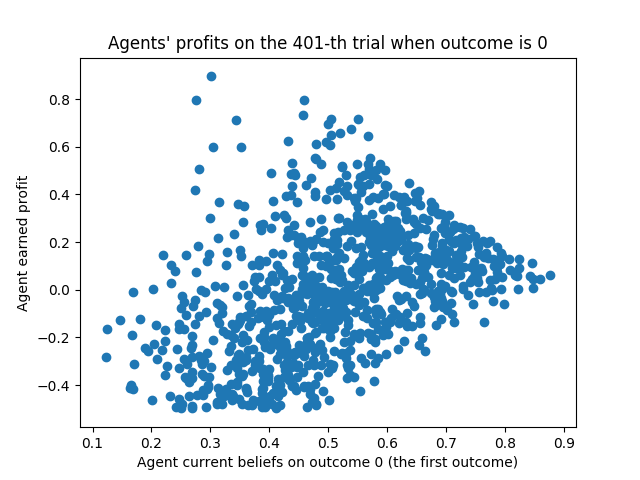 Agents' profits on the 401-th trial when outcome is 0
Agent earned profit
0.8
0.6
0.4
0.2
0.0
−0.2
−0.4
0.1 0.2 0.3 0.4 0.5 0.6 0.7 0.8 0.9
Agent current beliefs on outcome 0 (the first outcome)